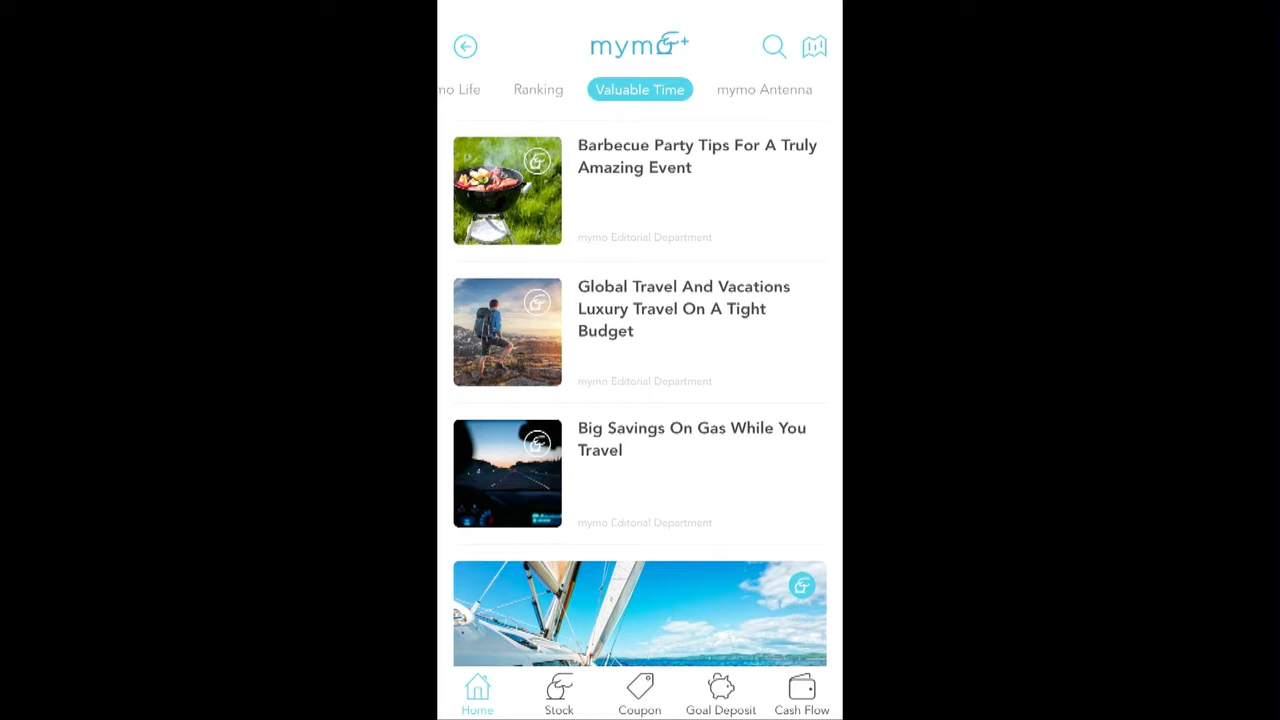 mymo+
mo Life
Ranking
Valuable Time
mymo Antenna
Barbecue Party Tips For A Truly
Amazing Event
mymo Editorial Department
Global Travel And Vacations
Luxury Travel On A Tight
Budget
mymo Editorial Department
Big Savings On Gas While You
Travel
mymo Editorial Department
Home
Stock
Coupon
Goal Deposit
Cash Flow